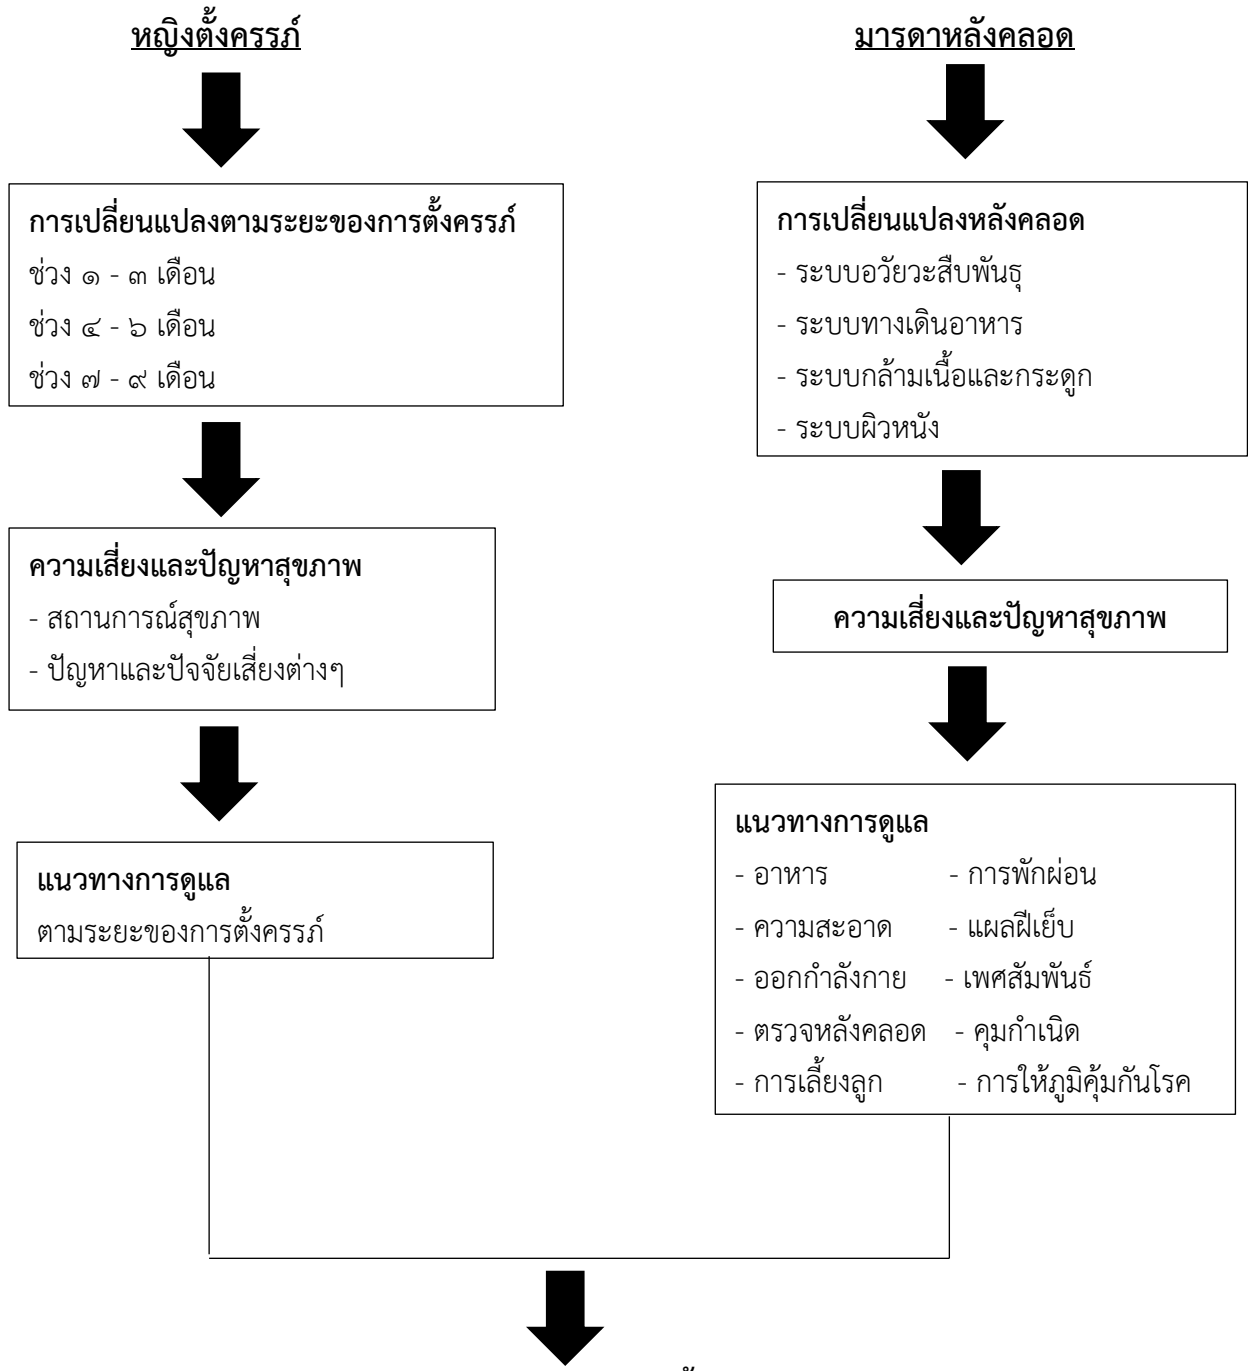 หญิงตั้งครรภ์
การเปลี่ยนแปลงตามระยะของการตั้งครรภ์
ช่วง ๑ - ๓ เดือน
ช่วง ๔ - ๖ เดือน
ช่วง ๗ - ๙ เดือน
ความเสี่ยงและปัญหาสุขภาพ
- สถานการณ์สุขภาพ
- ปัญหาและปัจจัยเสี่ยงต่างๆ
แนวทางการดูแล
ตามระยะของการตั้งครรภ์
มารดาหลังคลอด
การเปลี่ยนแปลงหลังคลอด
- ระบบอวัยวะสืบพันธุ์
- ระบบทางเดินอาหาร
- ระบบกล้ามเนื้อและกระดูก
- ระบบผิวหนัง
ความเสี่ยงและปัญหาสุขภาพ
แนวทางการดูแล
- อาหาร - การพักผ่อน
- ความสะอาด - แผลฝีเย็บ
- ออกกำลังกาย - เพศสัมพันธ์
- ตรวจหลังคลอด - คุมกำเนิด
- การเลี้ยงลูก - การให้ภูมิคุ้มกันโรค